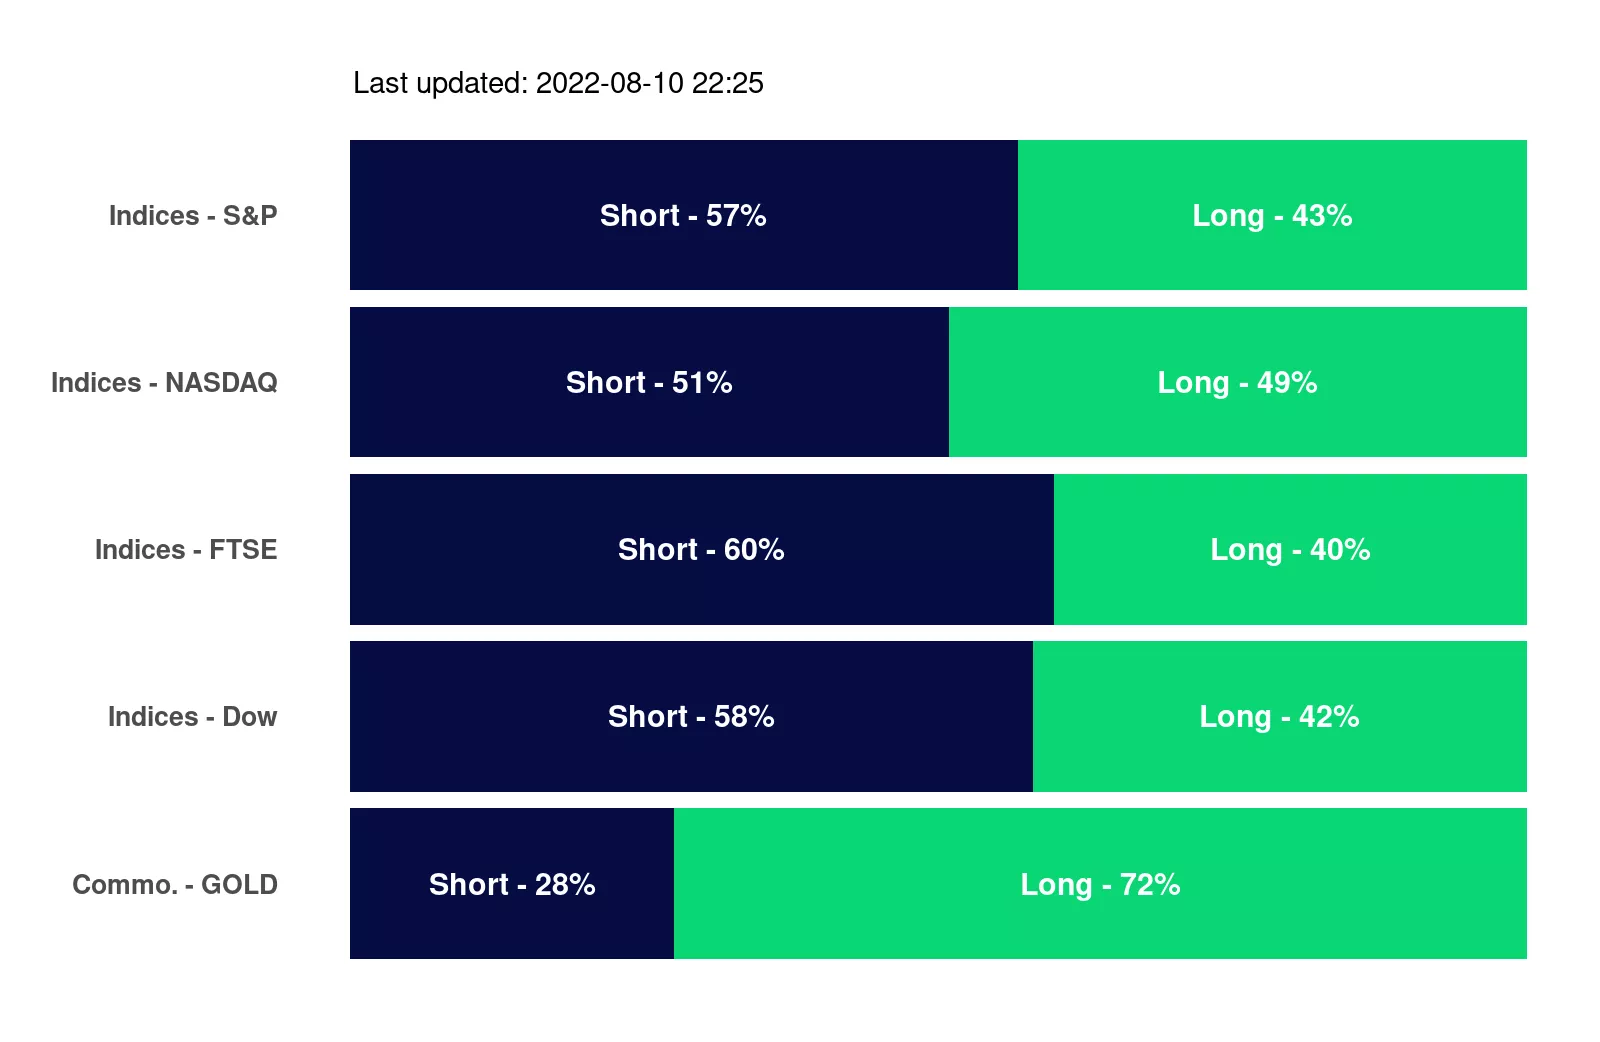 Last updated: 2022-08-10 22:25
Indices - S&P
Short - 57%
Long - 43%
Indices - NASDAQ
Short - 51%
Long - 49%
Indices - FTSE
Short - 60%
Long - 40%
Indices - Dow
Short - 58%
Long - 42%
Commo. - GOLD
Short - 28%
Long - 72%